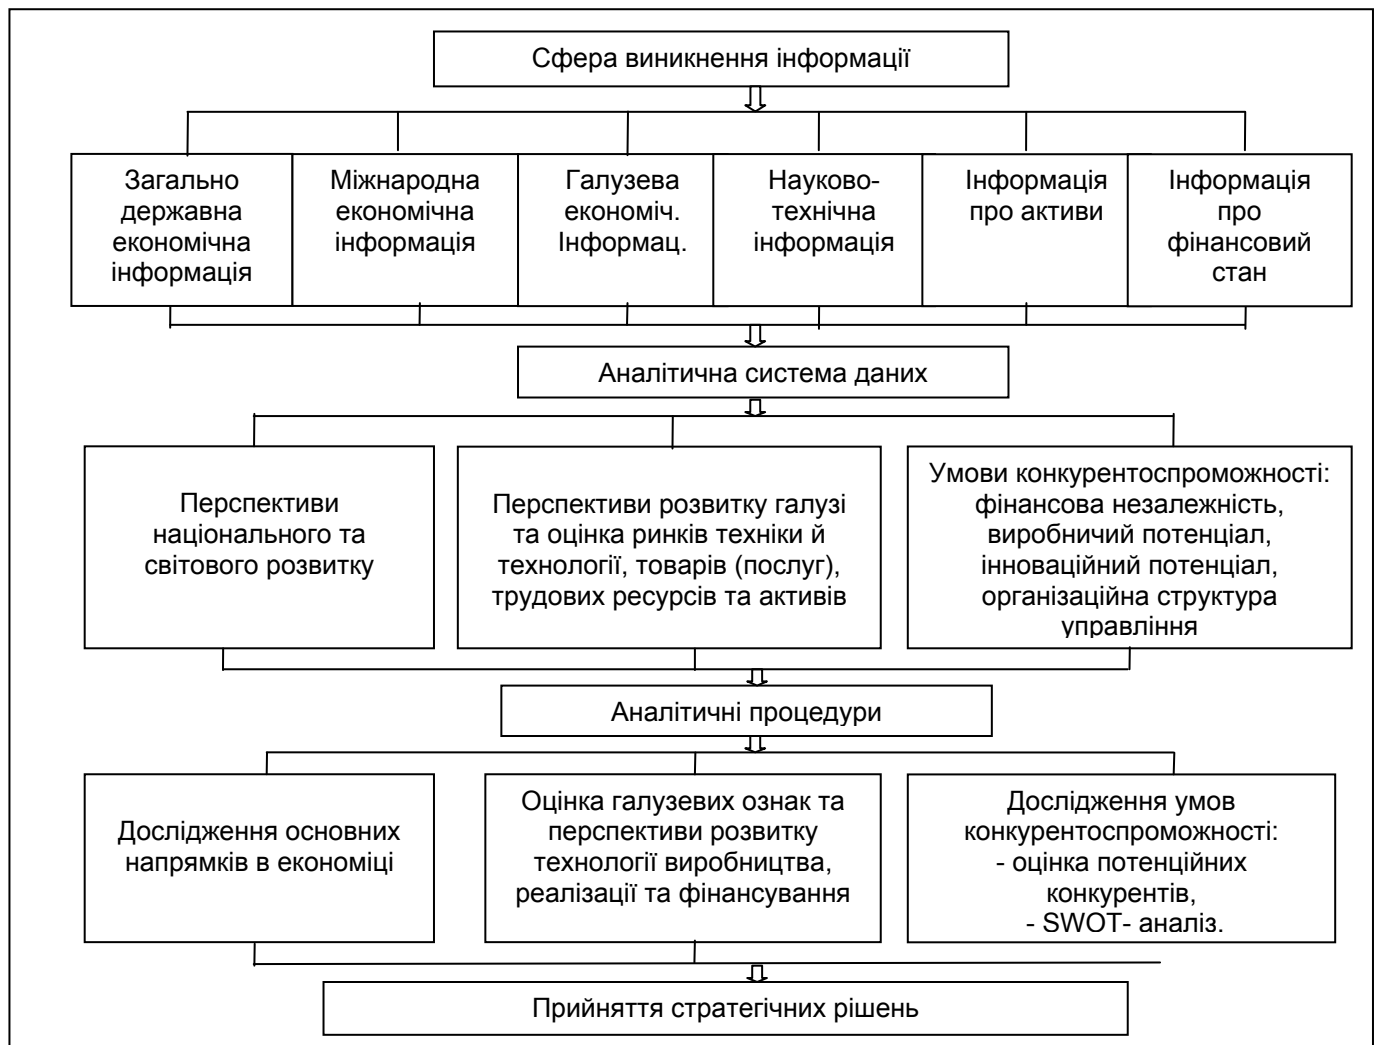 Сфера виникнення інформації
Загально
державна
економічна
інформація
Міжнародна
економічна
інформація
Галузева
економіч.
Інформац.
Науково-
технічна
інформація
Інформація
про активи
Інформація
про
фінансовий
стан
Аналітична система даних
Перспективи
національного та
світового розвитку
Перспективи розвитку галузі
та оцінка ринків техніки й
технології, товарів (послуг),
трудових ресурсів та активів
Умови конкурентоспроможності:
фінансова незалежність,
виробничий потенціал,
інноваційний потенціал,
організаційна структура
управління
Аналітичні процедури
Дослідження основних
напрямків в економіці
Оцінка галузевих ознак та
перспективи розвитку
технології виробництва,
реалізації та фінансування
Дослідження умов
конкурентоспроможності:
- оцінка потенційних
конкурентів,
- SWOT- аналіз.
Прийняття стратегічних рішень